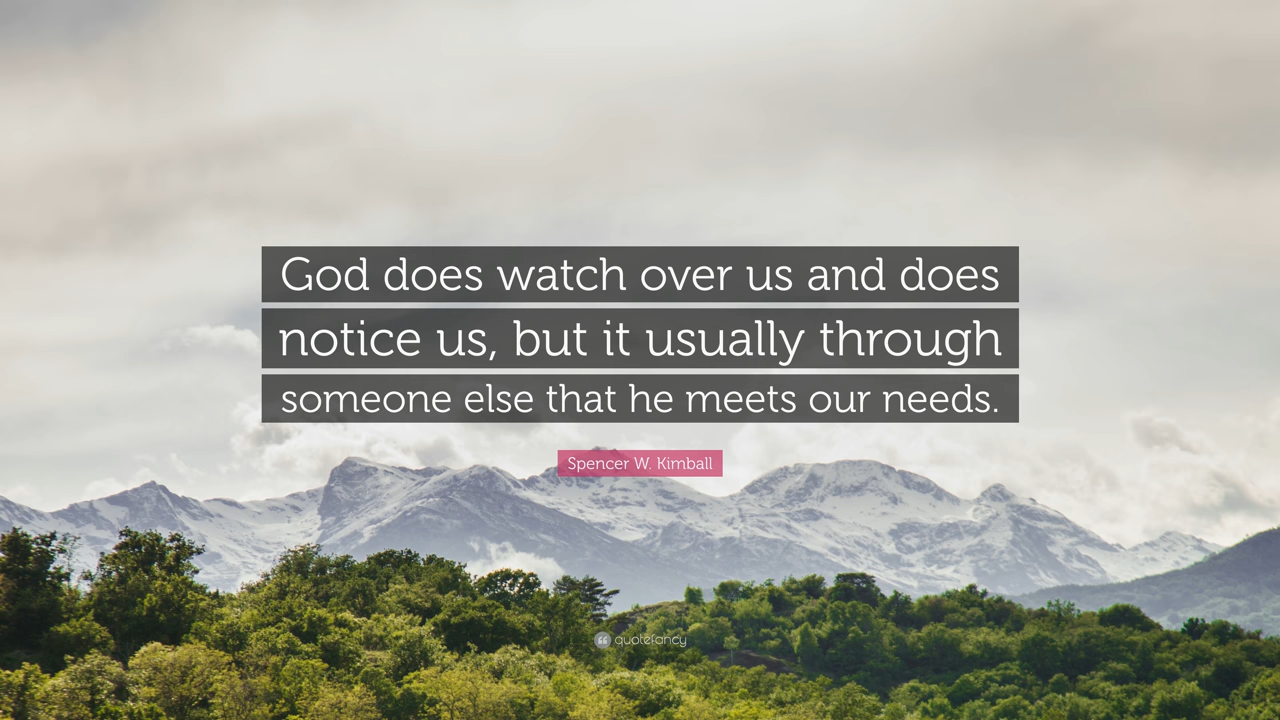 God does watch over us and does
notice us, but it usually through
someone else that he meets our needs.
Spencer W. Kimball
quotefancy